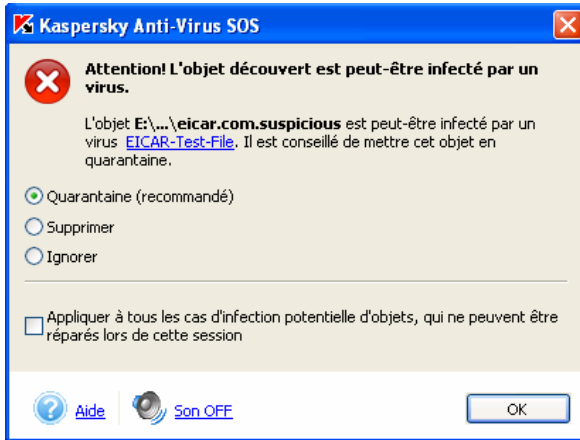 Kaspersky Anti-Virus SOS
Attention! L'objet découvert est peut-être infecté par un
virus.
L'objet E:\...\eicar.com.suspicious est peut-être infecté par un
virus EICAR-Test-File. Il est conseillé de mettre cet objet en
quarantaine.
Quarantaine (recommandé)
Supprimer
Ignorer
Appliquer à tous les cas d'infection potentielle d'objets, qui ne peuvent être
réparés lors de cette session
Aide Son OFF OK